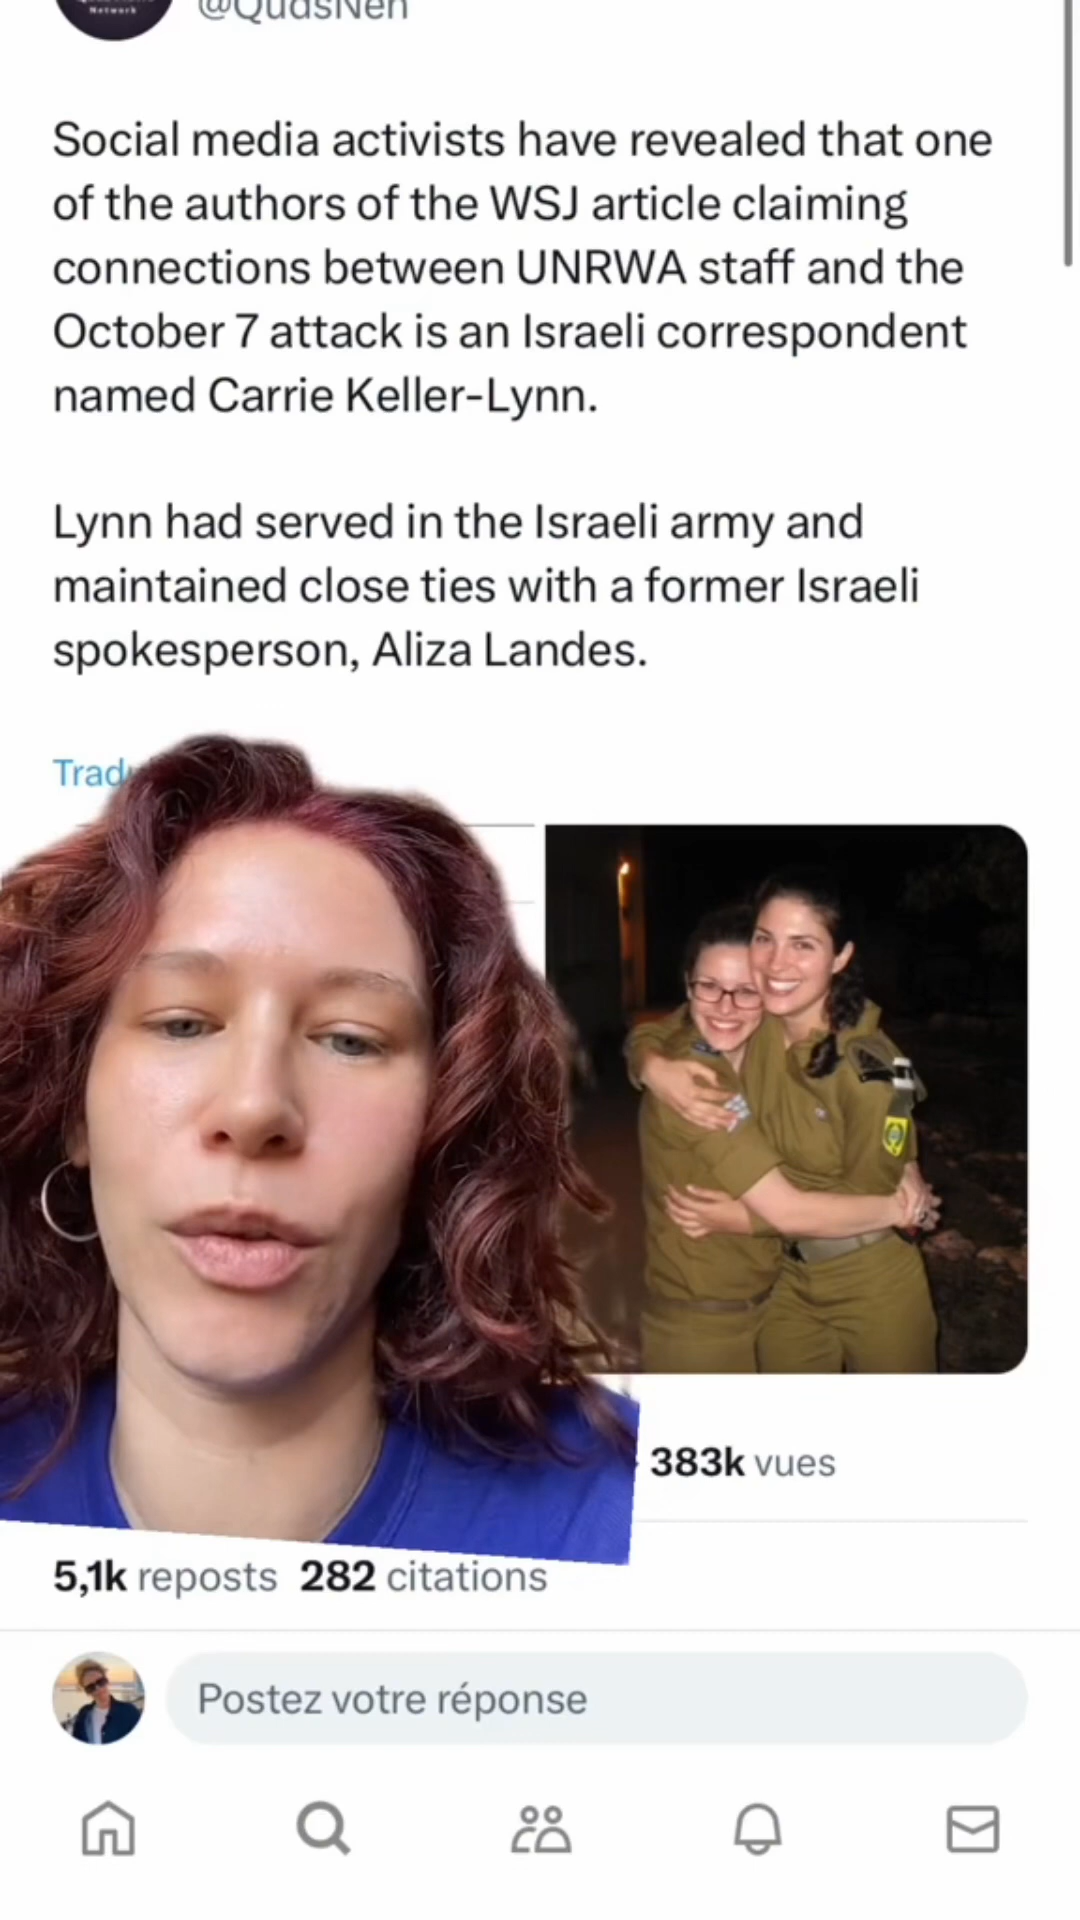 @QudsNen
Network
Social media activists have revealed that one
of the authors of the WSJ article claiming
connections between UNRWA staff and the
October 7 attack is an Israeli correspondent
named Carrie Keller-Lynn.
Lynn had served in the Israeli army and
maintained close ties with a former Israeli
spokesperson, Aliza Landes.
383k vues
5,1k reposts 282 citations
Postez votre réponse